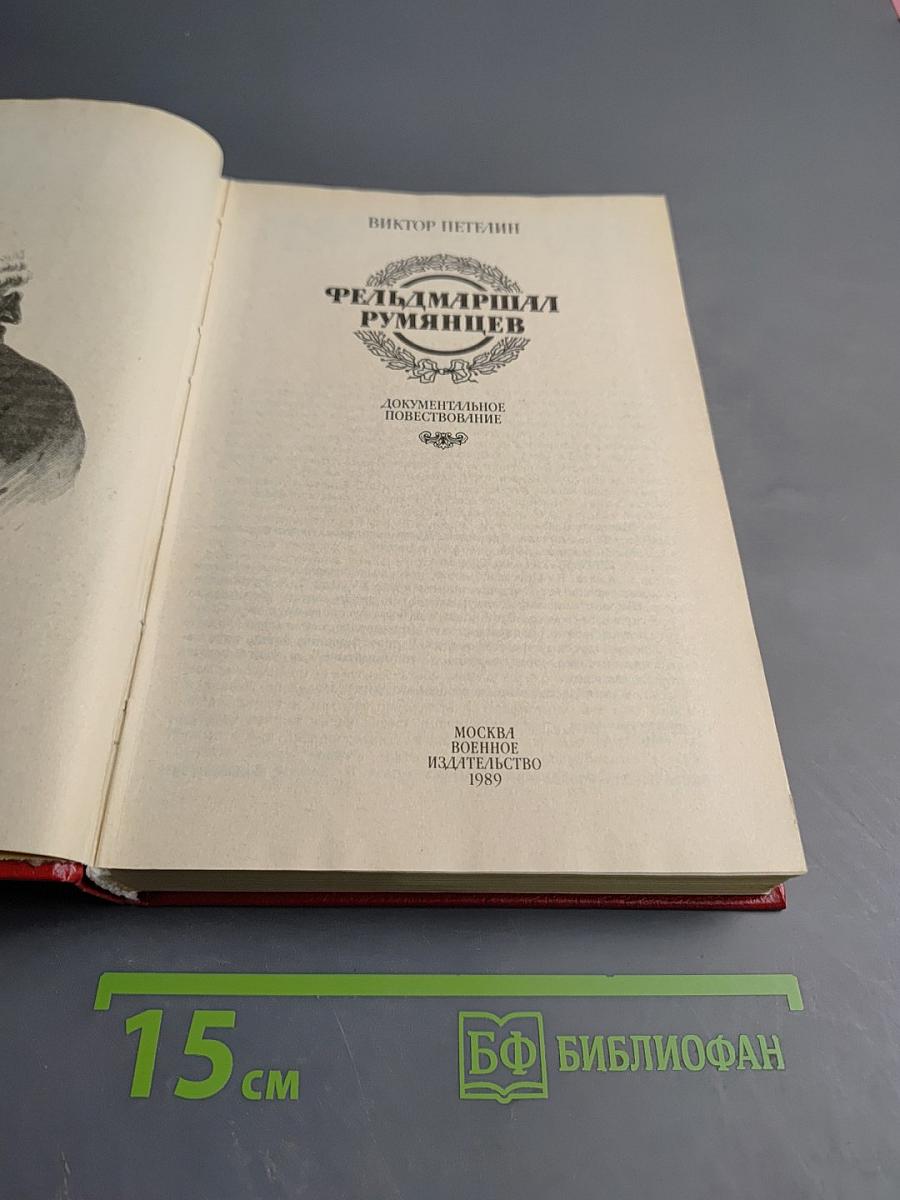 ВИКТОР ПЕТЕЛИН
ФЕЛЬДМАРШАЛ
РУМЯНЦЕВ
ДОКУМЕНТАЛЬНОЕ
ПОВЕСТВОВАНИЕ
МОСКВА
ВОЕННОЕ
ИЗДАТЕЛЬСТВО
1989
15 см
БФ БИБЛИОФАН